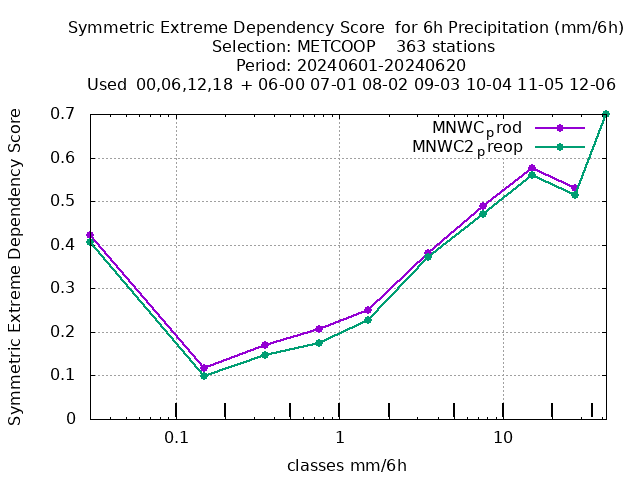 Symmetric Extreme Dependency Score  for 6h Precipitation (mm/6h)
Selection: METCOOP    363 stations
Period: 20240601-20240620
Used  00,06,12,18  + 06-00 07-01 08-02 09-03 10-04 11-05 12-06
Symmetric Extreme Dependency Score
0.7
0.6
0.5
0.4
0.3
0.2
0.1
0
MNWCprod
MNWC2preop
0.1 1 10
classes mm/6h